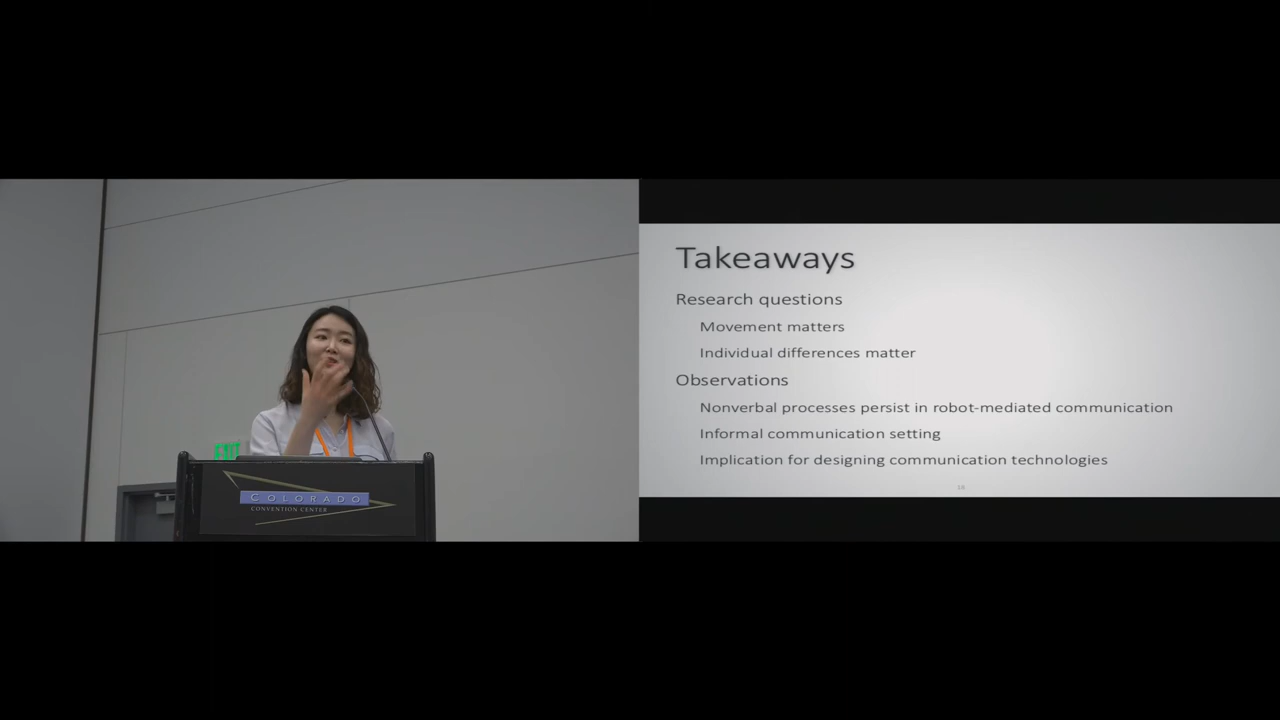 EXIT
COLORADO
CONVENTION CENTER
Takeaways
Research questions
Movement matters
Individual differences matter
Observations
Nonverbal processes persist in robot-mediated communication
Informal communication setting
Implication for designing communication technologies